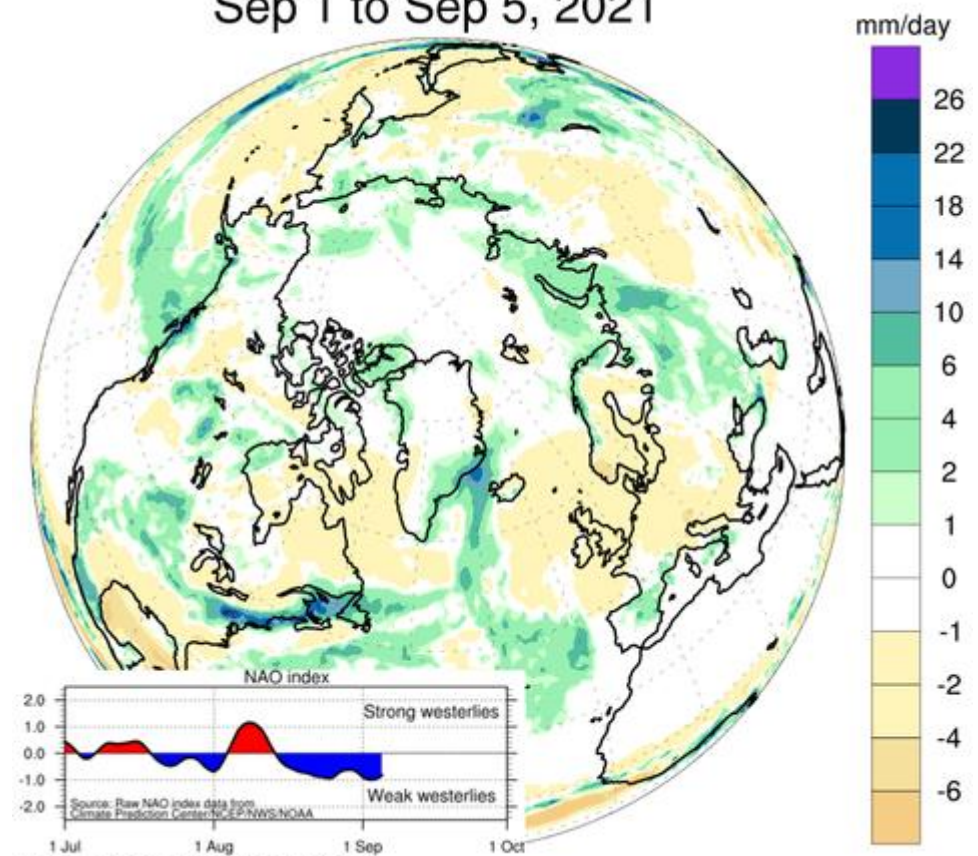 Sep 1 to Sep 5, 2021
mm/day
26
22
18
14
10
6
4
2
1
0
-1
-2
-4
-6
NAO index
2.0
1.0
0.0
-1.0
-2.0
Strong westerlies
Weak westerlies
Source: Raw NAO index data from
Climate Prediction Center/NCEP/NWS/NOAA
1 Jul
1 Aug
1 Sep
1 Oct